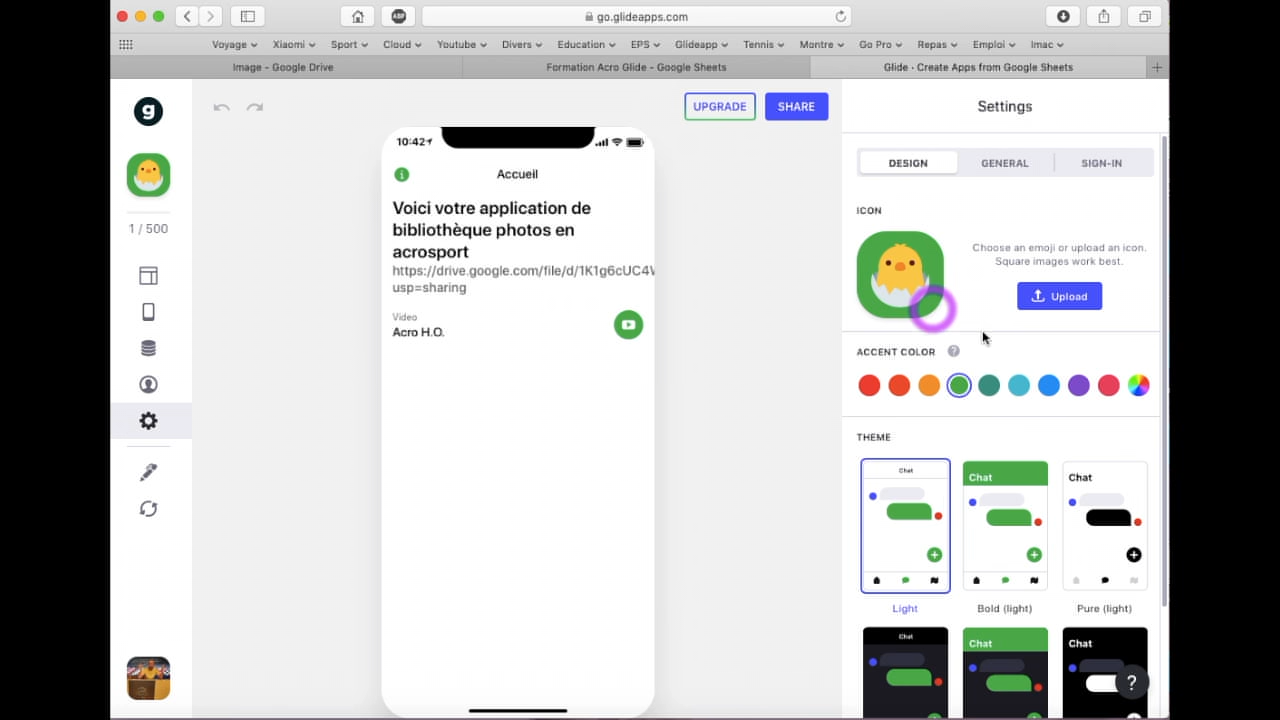 ABP
go.glideapps.com
Voyage
Xiaomi
Sport
Cloud
Youtube
Divers
Education
EPS
Glideapp
Tennis
Montre
Go Pro
Repas
Emploi
Imac
Image - Google Drive
Formation Acro Glide - Google Sheets
Glide · Create Apps from Google Sheets
g
1 / 500
UPGRADE
SHARE
10:42
Accueil
Voici votre application de
bibliothèque photos en
acrosport
https://drive.google.com/file/d/1K1g6cUC4
usp=sharing
Video
Acro H.O.
Settings
DESIGN
GENERAL
SIGN-IN
ICON
Choose an emoji or upload an icon.
Square images work best.
Upload
ACCENT COLOR ?
THEME
Chat
Chat
Chat
Light
Bold (light)
Pure (light)
Chat
Chat
Chat
?